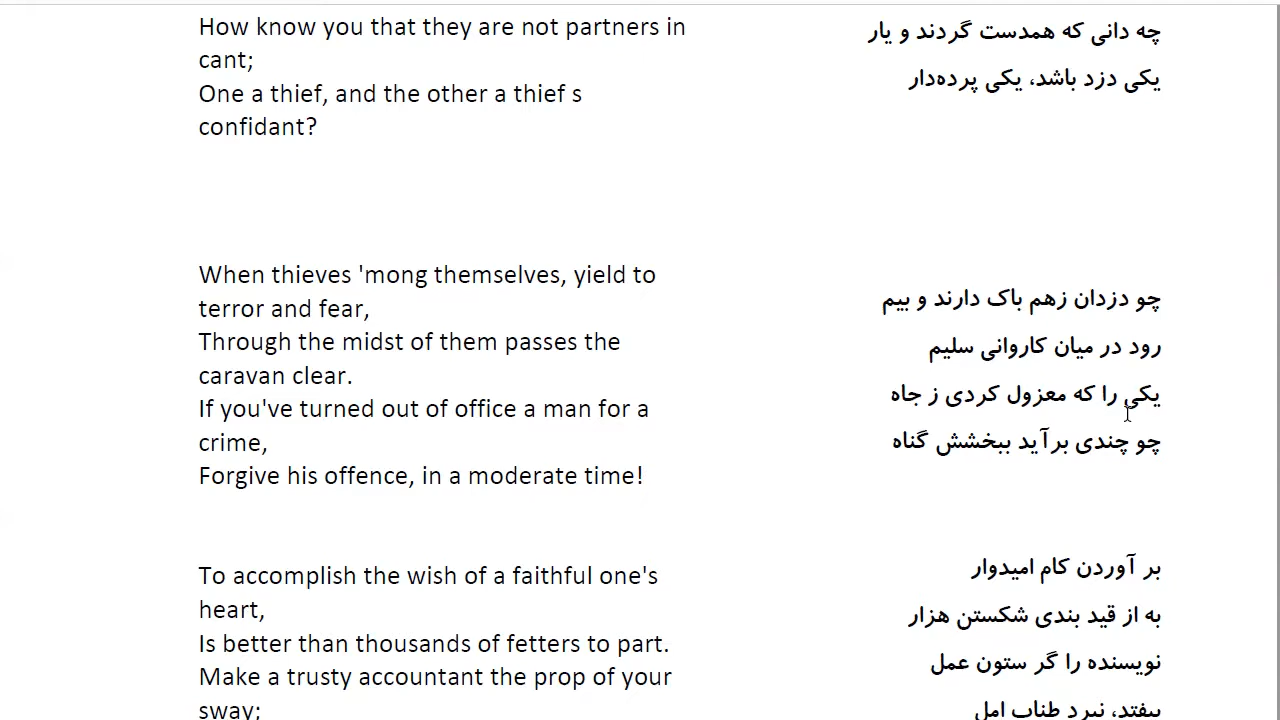 How know you that they are not partners in
cant;
One a thief, and the other a thief s
confidant?
چه دانی که همدست گردند و یار
یکی دزد باشد، یکی پرده‌دار
When thieves 'mong themselves, yield to
terror and fear,
Through the midst of them passes the
caravan clear.
If you've turned out of office a man for a
crime,
Forgive his offence, in a moderate time!
چو دزدان زهم باک دارند و بیم
رود در میان کاروانی سلیم
یکی را که معزول کردی ز جاه
چو چندی برآید ببخشش گناه
To accomplish the wish of a faithful one's
heart,
Is better than thousands of fetters to part.
Make a trusty accountant the prop of your
sway;
بر آوردن کام امیدوار
به از قید بندی شکستن هزار
نویسنده را گر ستون عمل
بیفتد، نبرد طناب امل